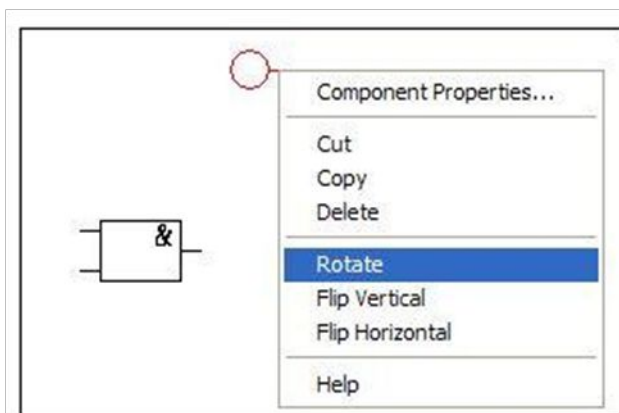 Component Properties...
Cut
Copy
Delete
&
Rotate
Flip Vertical
Flip Horizontal
Help